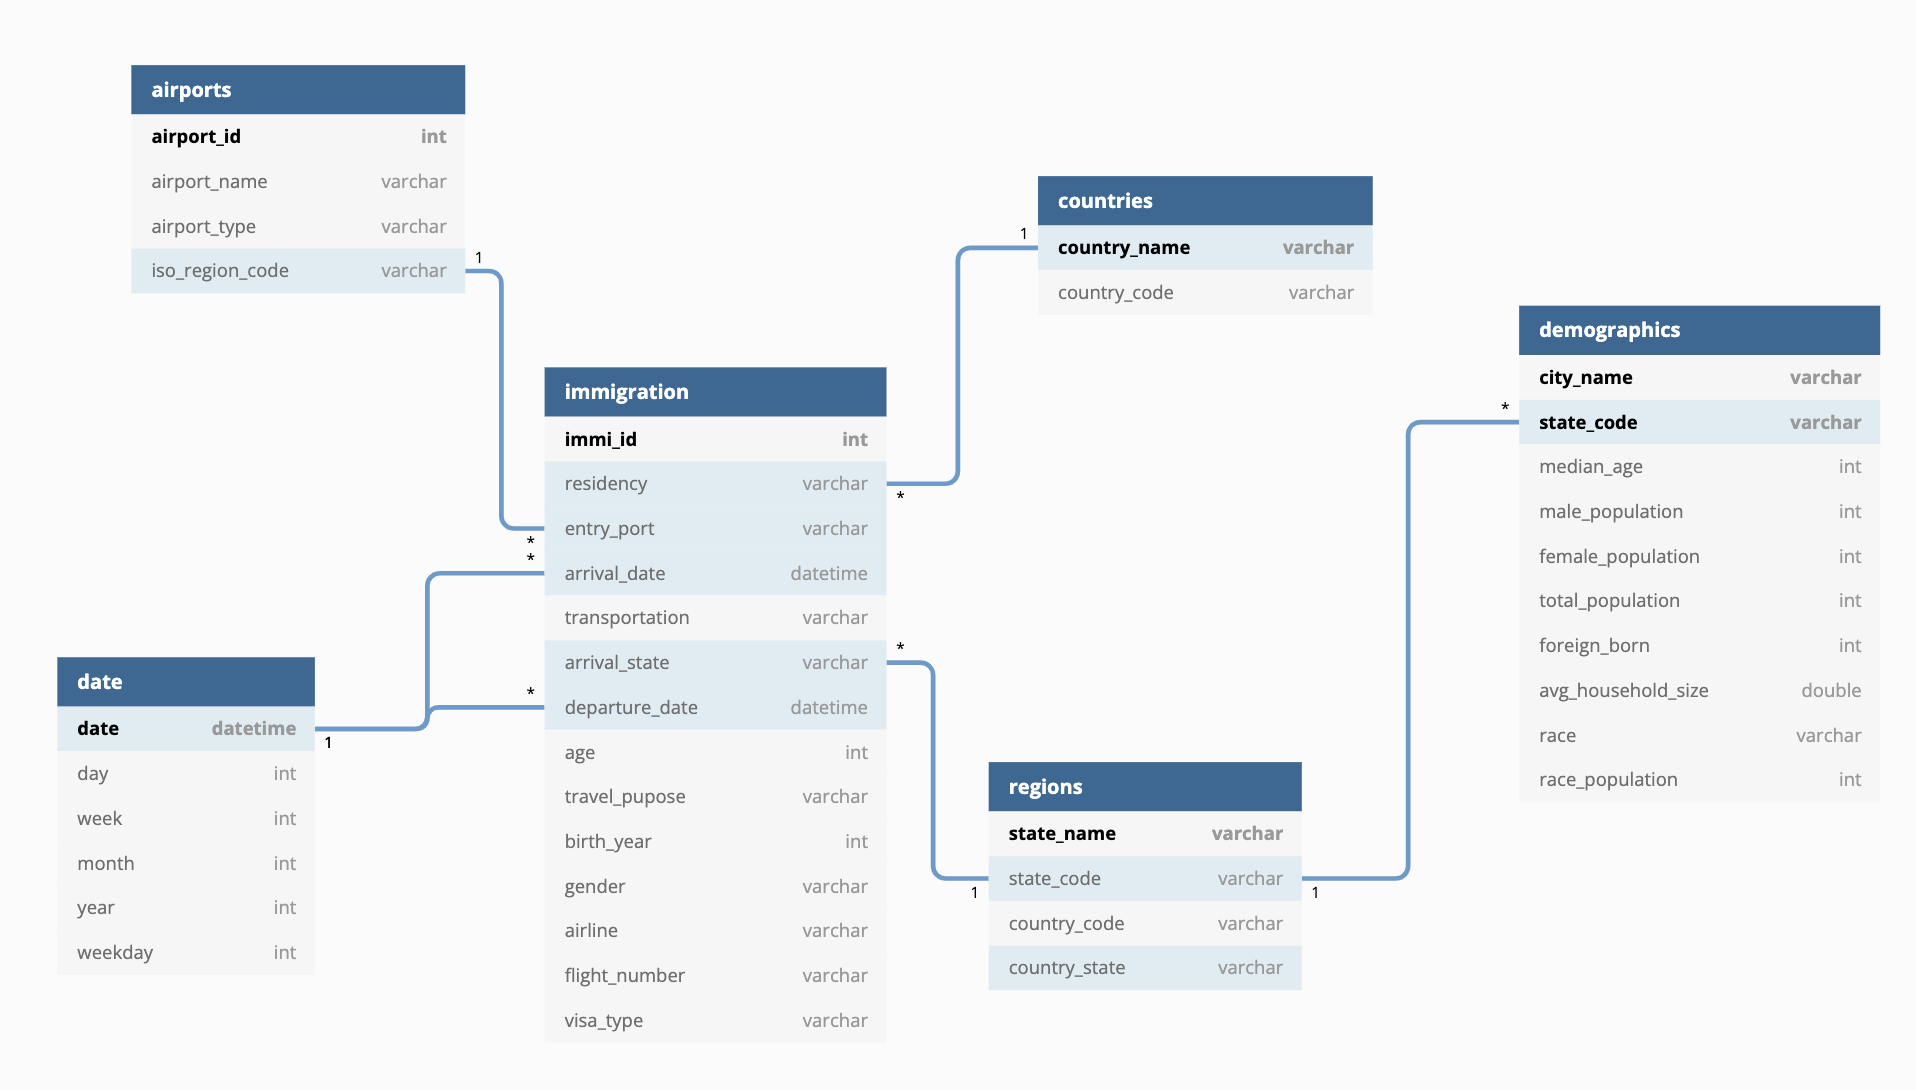 airports
airport_id int
airport_name varchar
airport_type varchar
iso_region_code varchar
1
countries
1
country_name varchar
country_code varchar
demographics
city_name varchar
*
state_code varchar
median_age int
male_population int
female_population int
total_population int
foreign_born int
avg_household_size double
race varchar
race_population int
immigration
immi_id int
residency varchar
*
entry_port varchar
*
*
arrival_date datetime
transportation varchar
*
arrival_state varchar
*
departure_date datetime
age int
travel_pupose varchar
birth_year int
gender varchar
airline varchar
flight_number varchar
visa_type varchar
date
date datetime
1
day int
week int
month int
year int
weekday int
regions
state_name varchar
state_code varchar
1
1
country_code varchar
country_state varchar